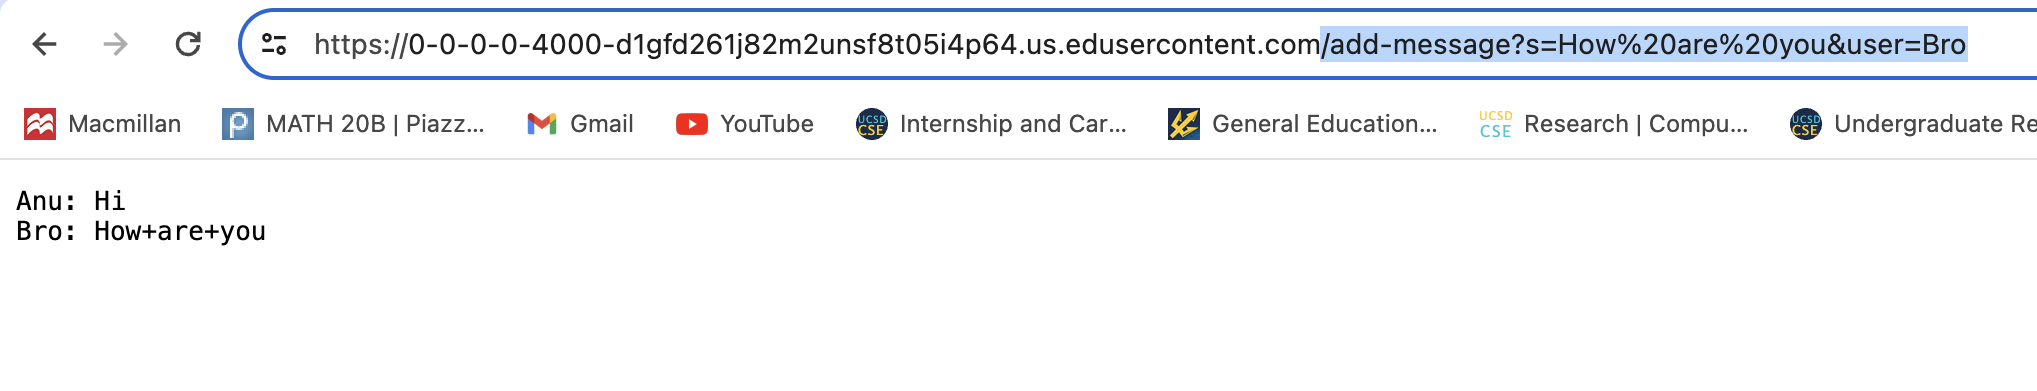 https://0-0-0-0-4000-d1gfd261j82m2unsf8t05i4p64.us.edusercontent.com/add-message?s=How%20are%20you&user=Bro
Macmillan MATH 20B | Piazz... Gmail YouTube UCSD CSE Internship and Car... General Education... UCSD CSE Research | Compu... UCSD CSE Undergraduate Re
Anu: Hi
Bro: How+are+you